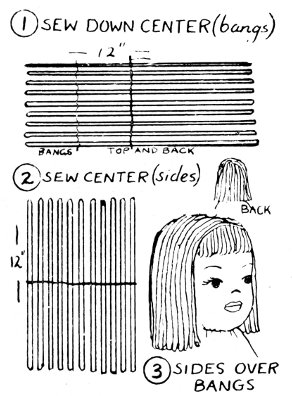 1 SEW DOWN CENTER (bangs)
12"
BANGS TOP AND BACK
2 SEW CENTER (sides)
BACK
12"
3 SIDES OVER
BANGS